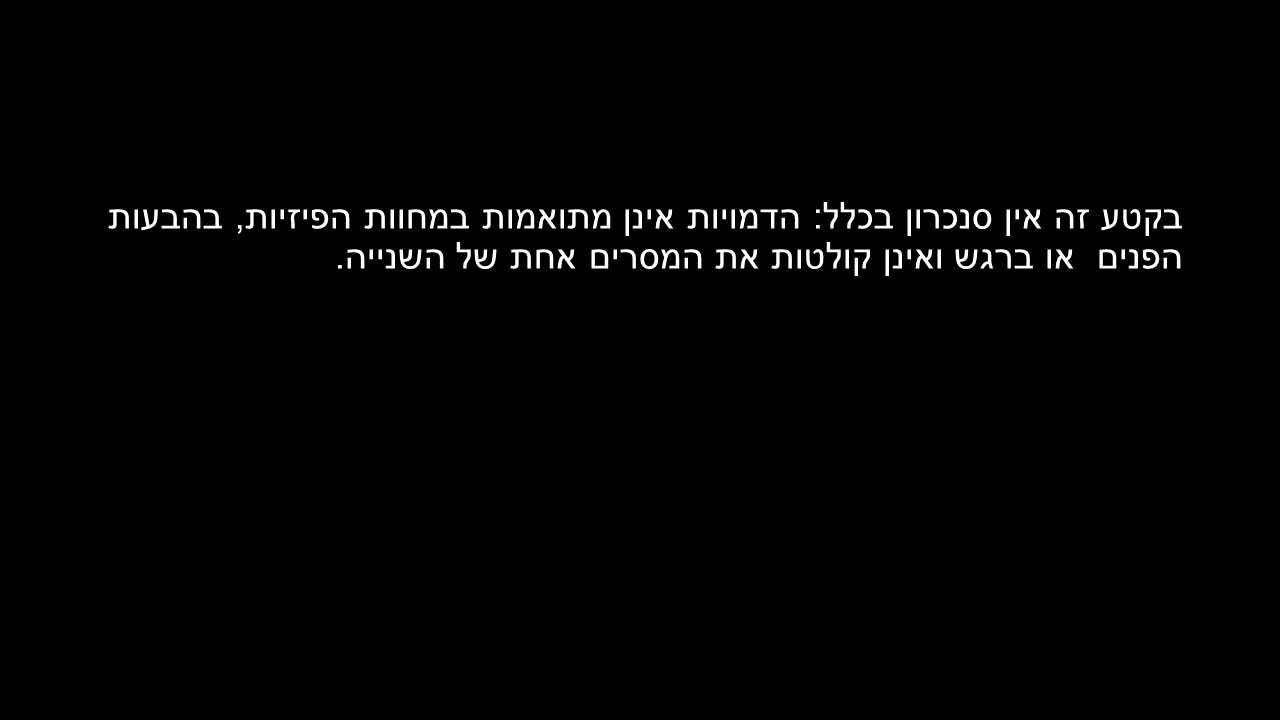 בקטע זה אין סנכרון בכלל: הדמויות אינן מתואמות במחוות הפיזיות, בהבעות
הפנים  או ברגש ואינן קולטות את המסרים אחת של השנייה.